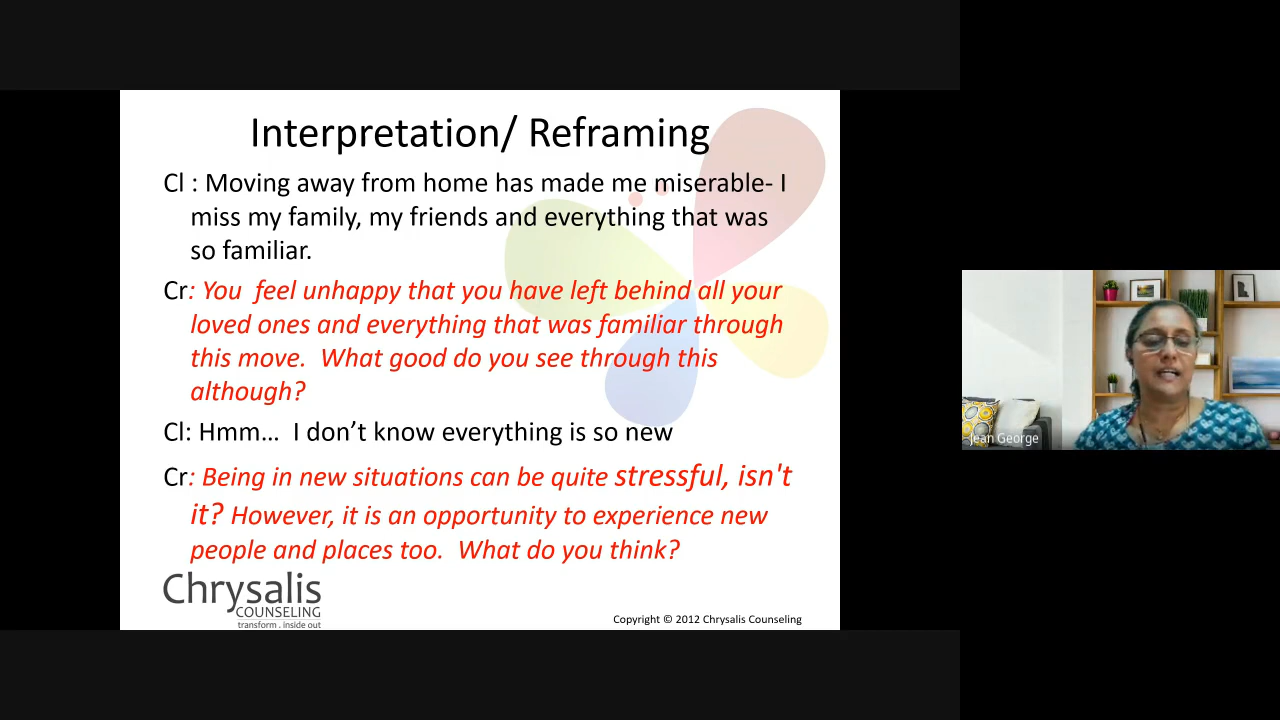 Interpretation/ Reframing
Cl : Moving away from home has made me miserable- I
miss my family, my friends and everything that was
so familiar.
Cr: You feel unhappy that you have left behind all your
loved ones and everything that was familiar through
this move. What good do you see through this
although?
Cl: Hmm… I don’t know everything is so new
Cr: Being in new situations can be quite stressful, isn't
it? However, it is an opportunity to experience new
people and places too. What do you think?
Chrysalis
COUNSELING
transform . inside out
Copyright © 2012 Chrysalis Counseling
Jean George